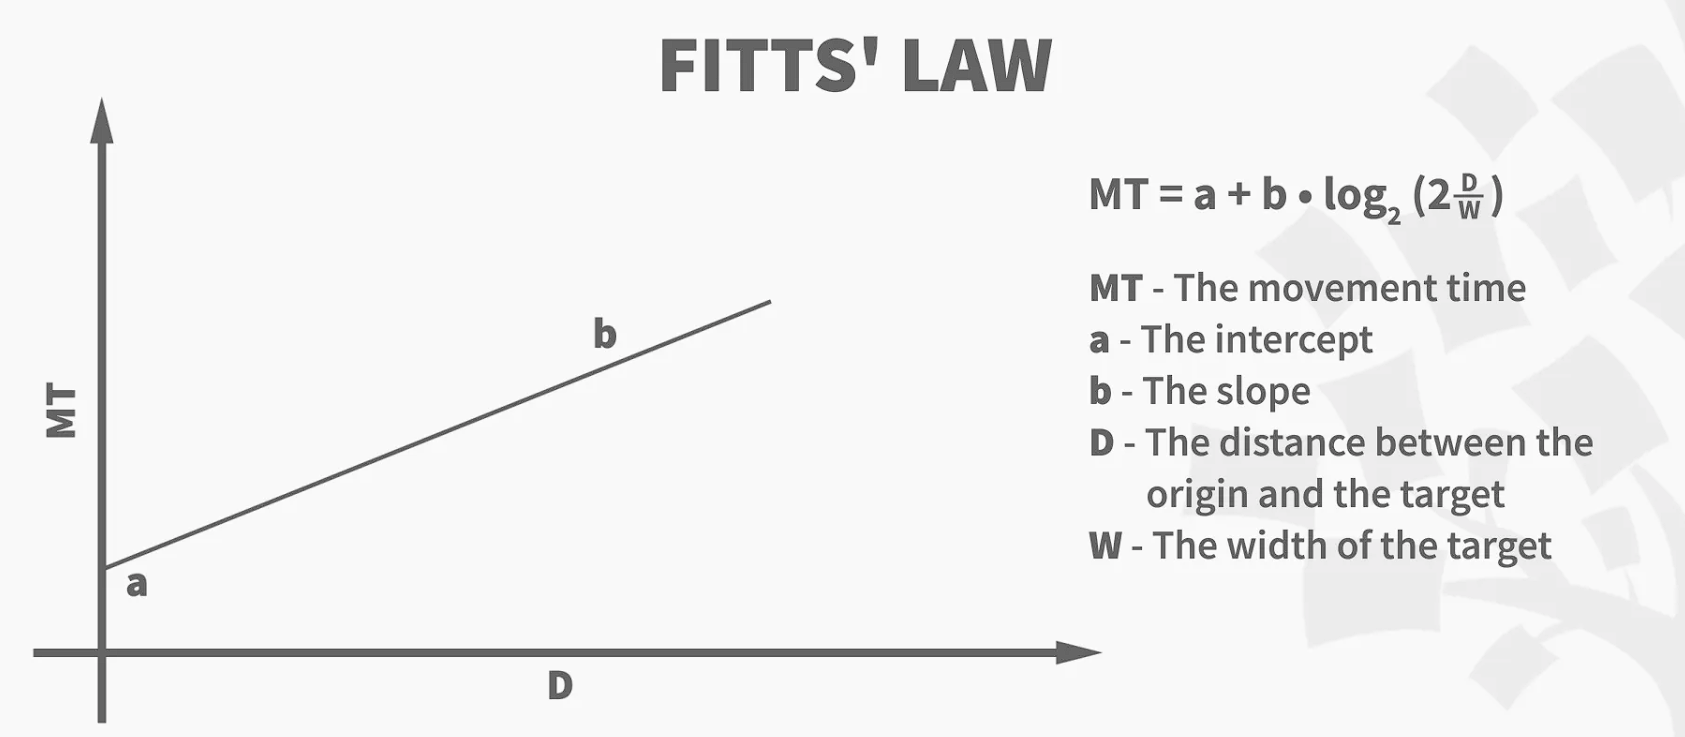 FITTS' LAW
MT = a + b • log₂ (2 D/W)
MT - The movement time
a - The intercept
b - The slope
D - The distance between the
origin and the target
W - The width of the target
MT
b
a
D